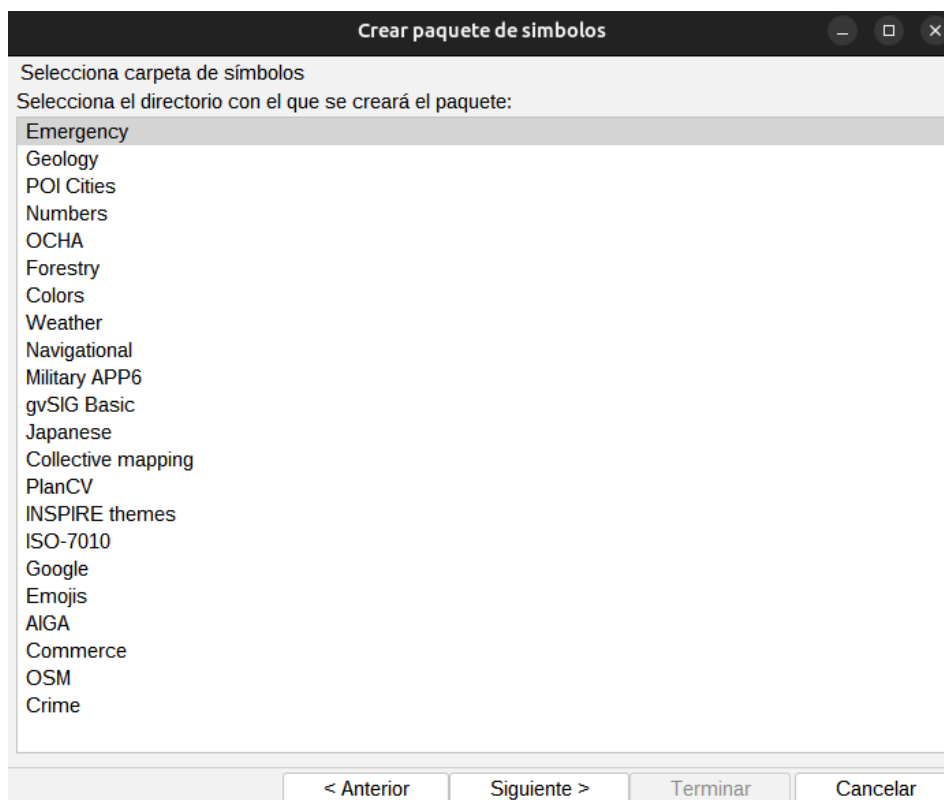 Crear paquete de simbolos
Selecciona carpeta de símbolos
Selecciona el directorio con el que se creará el paquete:
Emergency
Geology
POI Cities
Numbers
OCHA
Forestry
Colors
Weather
Navigational
Military APP6
gvSIG Basic
Japanese
Collective mapping
PlanCV
INSPIRE themes
ISO-7010
Google
Emojis
AIGA
Commerce
OSM
Crime
< Anterior Siguiente > Terminar Cancelar